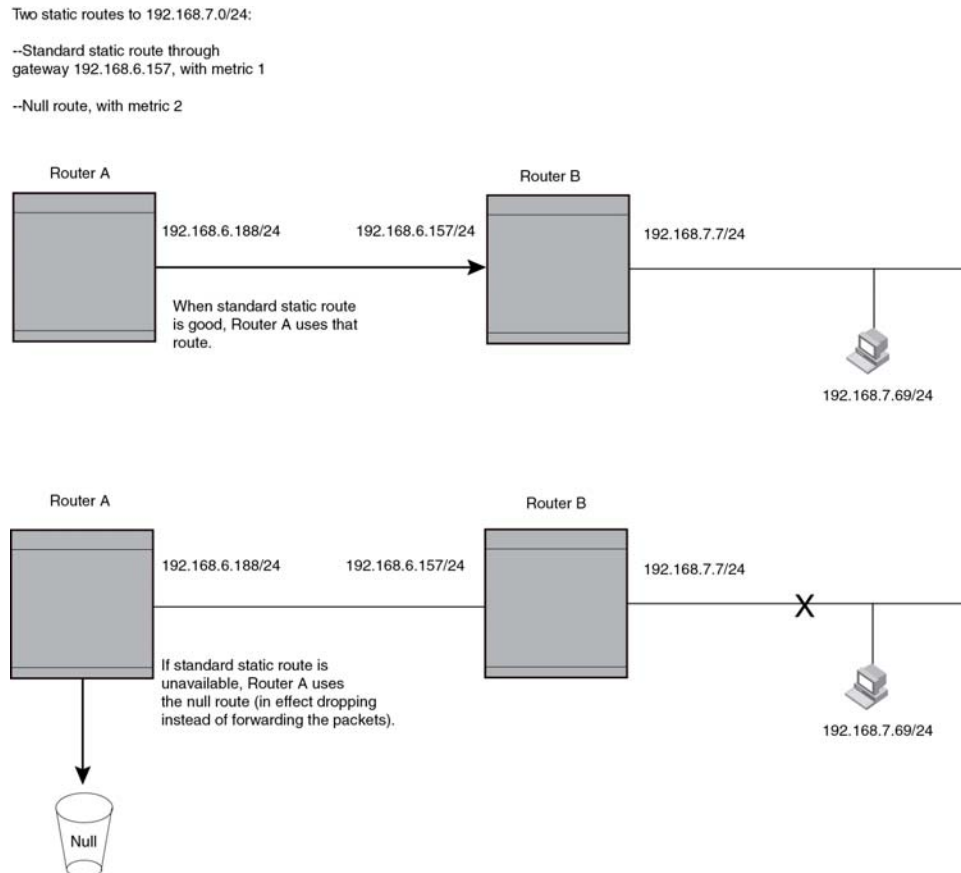 Two static routes to 192.168.7.0/24:
--Standard static route through
gateway 192.168.6.157, with metric 1
--Null route, with metric 2
Router A
Router B
192.168.6.188/24
192.168.6.157/24
192.168.7.7/24
When standard static route
is good, Router A uses that
route.
192.168.7.69/24
Router A
Router B
192.168.6.188/24
192.168.6.157/24
192.168.7.7/24
X
If standard static route is
unavailable, Router A uses
the null route (in effect dropping
instead of forwarding the packets).
192.168.7.69/24
Null